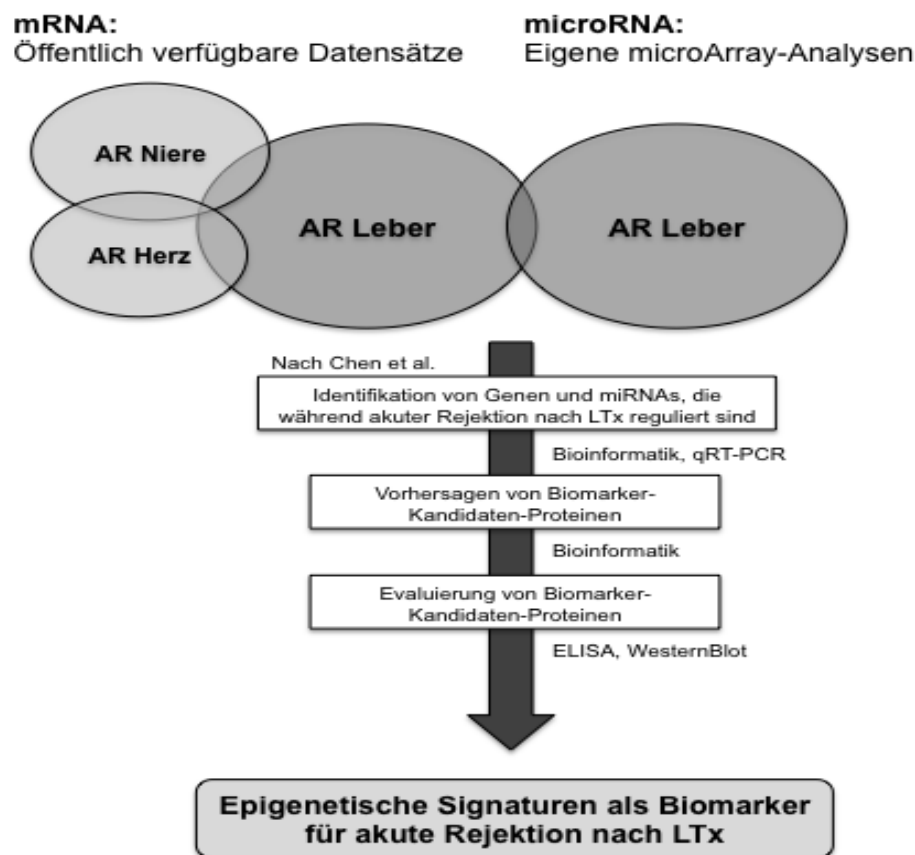 mRNA:
Öffentlich verfügbare Datensätze
microRNA:
Eigene microArray-Analysen
AR Niere
AR Herz
AR Leber
AR Leber
Nach Chen et al.
Identifikation von Genen und miRNAs, die
während akuter Rejektion nach LTx reguliert sind
Bioinformatik, qRT-PCR
Vorhersagen von Biomarker-
Kandidaten-Proteinen
Bioinformatik
Evaluierung von Biomarker-
Kandidaten-Proteinen
ELISA, WesternBlot
Epigenetische Signaturen als Biomarker
für akute Rejektion nach LTx